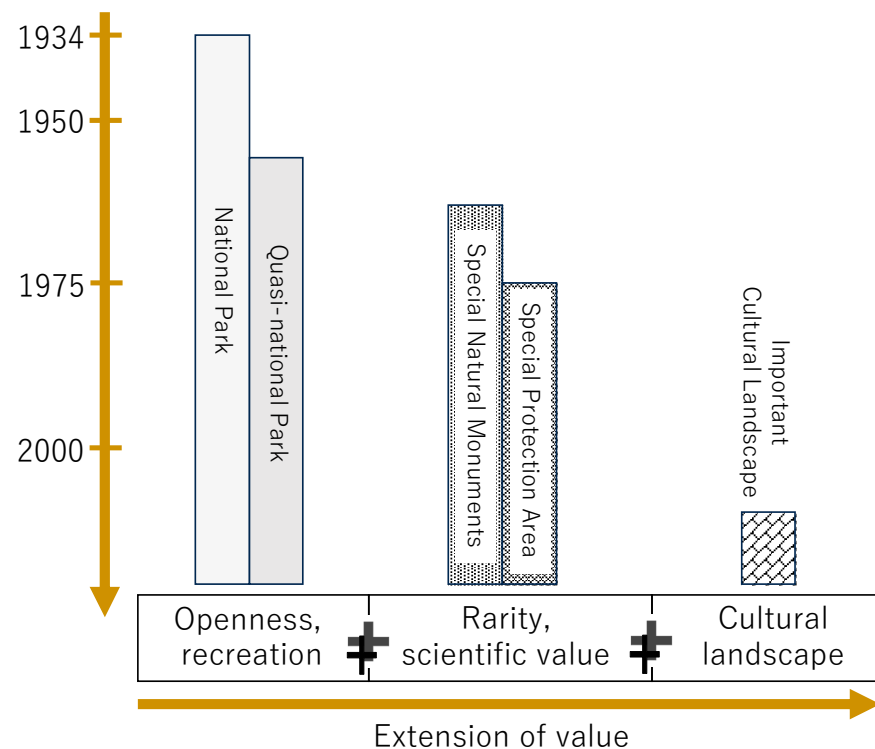 1934
1950
1975
2000
National Park
Quasi-national Park
Special Natural Monuments
Special Protection Area
Important
Cultural Landscape
Openness,
recreation
Rarity,
scientific value
Cultural
landscape
Extension of value